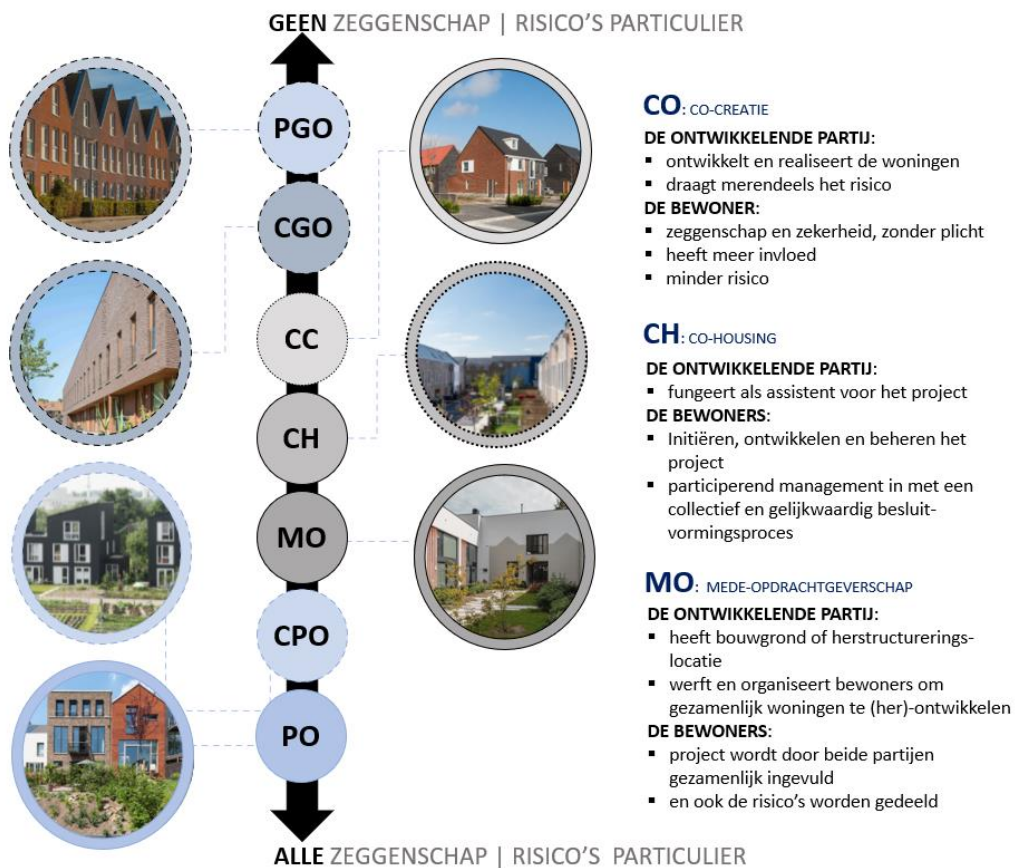 GEEN ZEGGENSCHAP | RISICO'S PARTICULIER
PGO
CGO
CC
CH
MO
CPO
PO
ALLE ZEGGENSCHAP | RISICO'S PARTICULIER
CO: CO-CREATIE
DE ONTWIKKELENDE PARTIJ:
▪ ontwikkelt en realiseert de woningen
▪ draagt merendeels het risico
DE BEWONER:
▪ zeggenschap en zekerheid, zonder plicht
▪ heeft meer invloed
▪ minder risico
CH: CO-HOUSING
DE ONTWIKKELENDE PARTIJ:
▪ fungeert als assistent voor het project
DE BEWONERS:
▪ Initiëren, ontwikkelen en beheren het
project
▪ participerend management in met een
collectief en gelijkwaardig besluit-
vormingsproces
MO: MEDE-OPDRACHTGEVERSCHAP
DE ONTWIKKELENDE PARTIJ:
▪ heeft bouwgrond of herstructurerings-
locatie
▪ werft en organiseert bewoners om
gezamenlijk woningen te (her)-ontwikkelen
DE BEWONERS:
▪ project wordt door beide partijen
gezamenlijk ingevuld
▪ en ook de risico's worden gedeeld